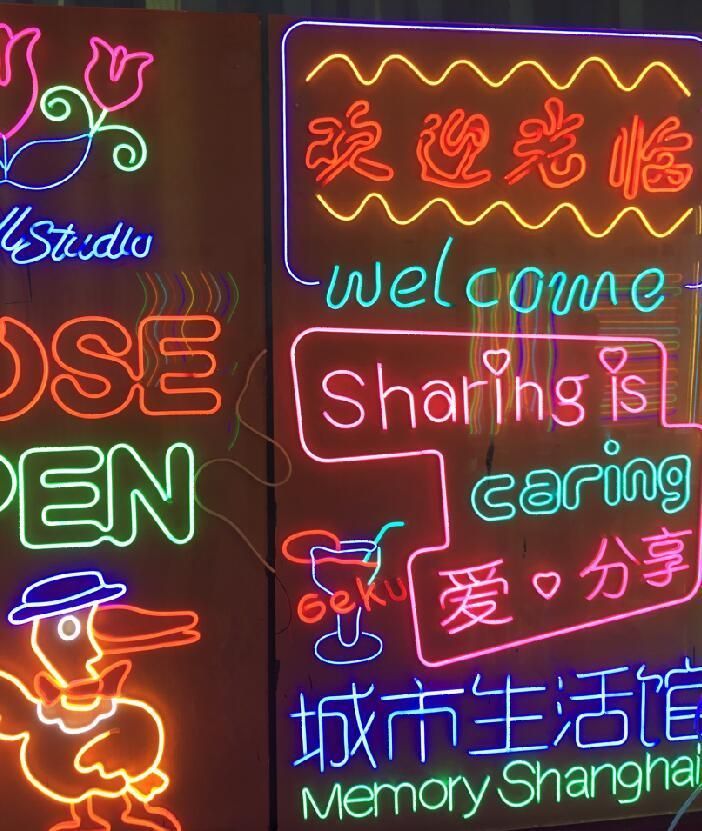 Studio
OSE
PEN
欢迎光临
welcome
Sharing is
caring
爱 分享
Geku
城市生活馆
Memory Shanghai